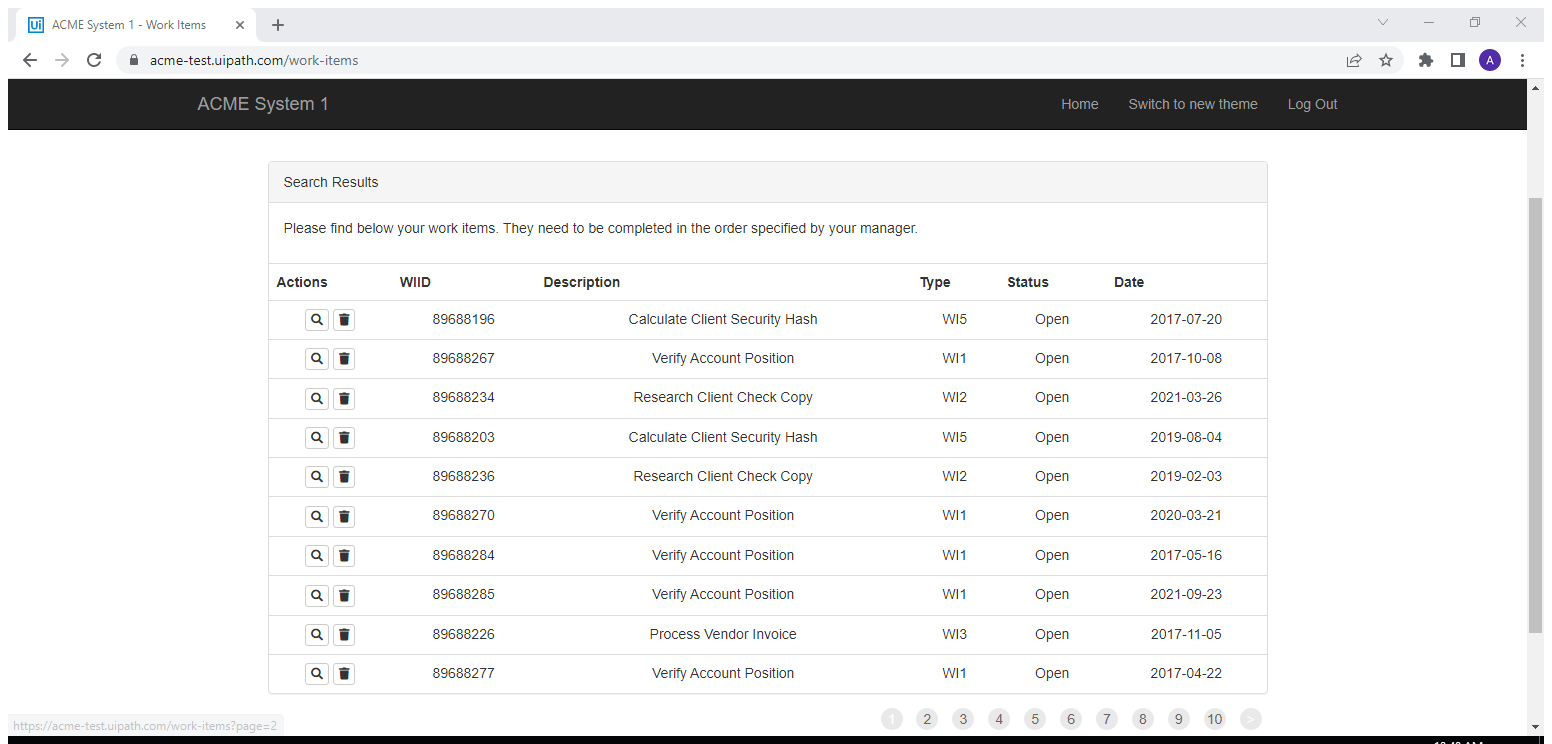 Ui ACME System 1 - Work Items
acme-test.uipath.com/work-items
A
ACME System 1 Home Switch to new theme Log Out
Search Results
Please find below your work items. They need to be completed in the order specified by your manager.
Actions WIID Description Type Status Date
89688196 Calculate Client Security Hash WI5 Open 2017-07-20
89688267 Verify Account Position WI1 Open 2017-10-08
89688234 Research Client Check Copy WI2 Open 2021-03-26
89688203 Calculate Client Security Hash WI5 Open 2019-08-04
89688236 Research Client Check Copy WI2 Open 2019-02-03
89688270 Verify Account Position WI1 Open 2020-03-21
89688284 Verify Account Position WI1 Open 2017-05-16
89688285 Verify Account Position WI1 Open 2021-09-23
89688226 Process Vendor Invoice WI3 Open 2017-11-05
89688277 Verify Account Position WI1 Open 2017-04-22
1 2 3 4 5 6 7 8 9 10 >
https://acme-test.uipath.com/work-items?page=2